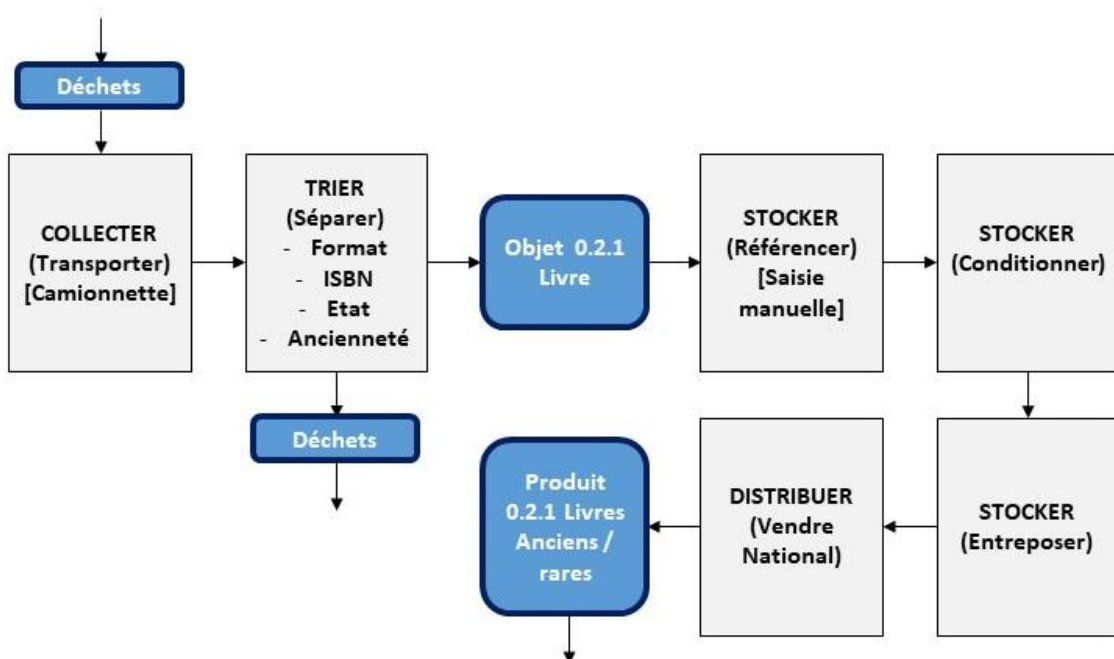 Déchets
COLLECTER
(Transporter)
[Camionnette]
TRIER
(Séparer)
- Format
- ISBN
- Etat
- Ancienneté
Déchets
Objet 0.2.1
Livre
STOCKER
(Référencer)
[Saisie
manuelle]
STOCKER
(Conditionner)
STOCKER
(Entreposer)
DISTRIBUER
(Vendre
National)
Produit
0.2.1 Livres
Anciens /
rares